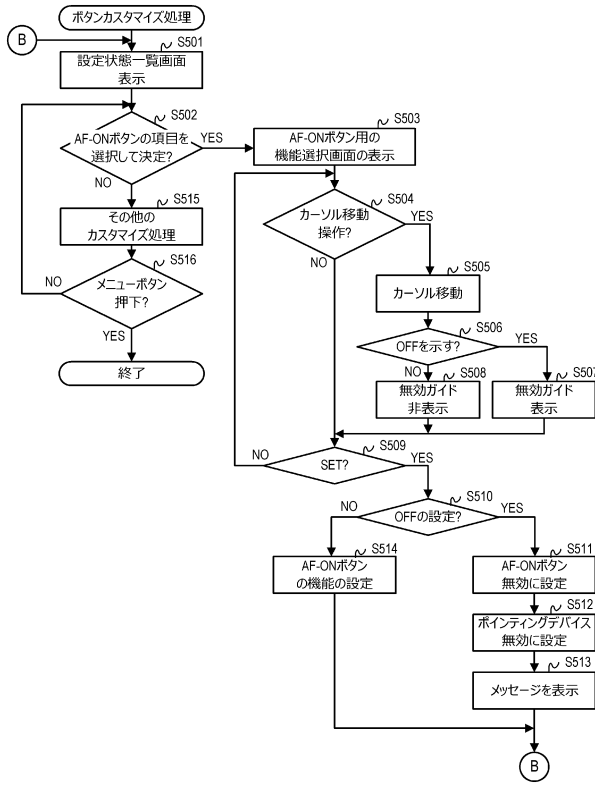 ボタンカスタマイズ処理
B
S501
設定状態一覧画面
表示
S502
AF-ONボタンの項目を
選択して決定?
YES
NO
S503
AF-ONボタン用の
機能選択画面の表示
S504
カーソル移動
操作?
YES
NO
S515
その他の
カスタマイズ処理
S516
メニューボタン
押下?
NO
YES
終了
S505
カーソル移動
S506
OFFを示す?
YES
NO
S508
無効ガイド
非表示
S507
無効ガイド
表示
S509
SET?
NO
YES
S510
OFFの設定?
NO
YES
S514
AF-ONボタン
の機能の設定
S511
AF-ONボタン
無効に設定
S512
ポインティングデバイス
無効に設定
S513
メッセージを表示
B